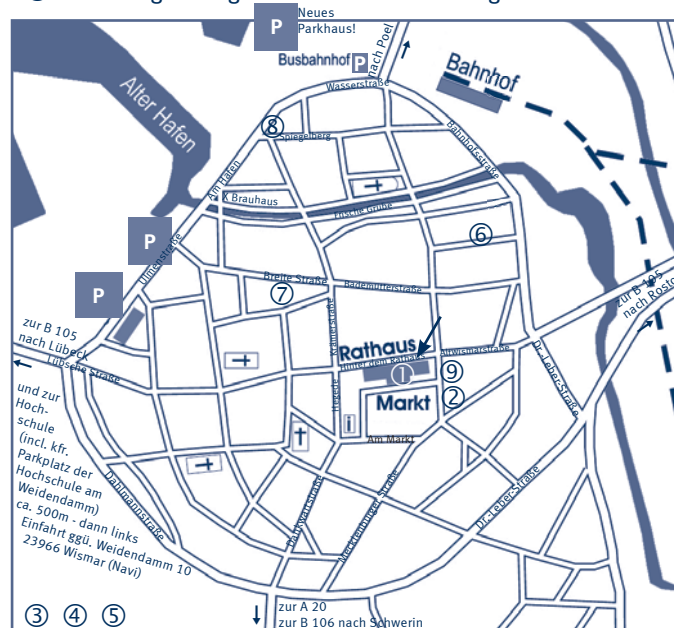 P
Neues
Parkhaus!
Busbahnhof P
nach Poel
Bahnhof
Wasserstraße
Alter Hafen
⑧
Spiegelberg
Bahnhofsstraße
Am Hafen
Brauhaus
Frische Grube
⑥
P
Ulmenstraße
P
Breite Straße
Bademutterstraße
⑦
zur B 105
nach Rosto
Krämerstraße
zur B 105
nach Lübeck
Lübsche Straße
Rathaus
Hinter dem Rathaus
Altwismarstraße
①
⑨
Hegede
Markt
②
i
Am Markt
Dr.-Leber-Straße
und zur
Hoch-
schule
(incl. kfr.
Parkplatz der
Hochschule am
Weidendamm)
ca. 500m - dann links
Einfahrt ggü. Weidendamm 10
23966 Wismar (Navi)
Dahlmannstraße
Dankwartstraße
Mecklenburger Straße
Dr.-Leber-Straße
③ ④ ⑤
zur A 20
zur B 106 nach Schwerin